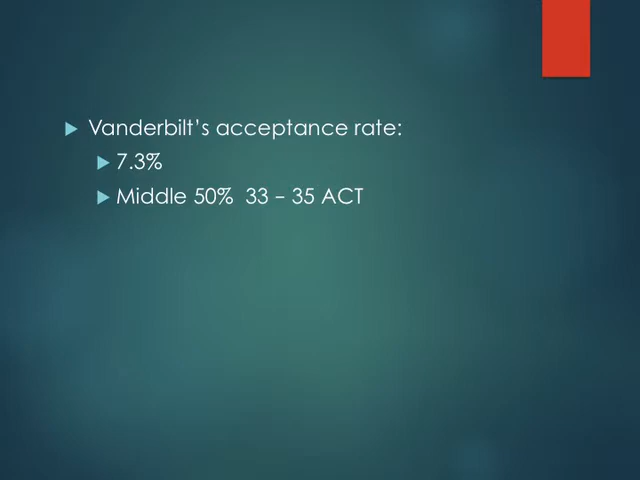 Vanderbilt’s acceptance rate:
7.3%
Middle 50%  33 – 35 ACT